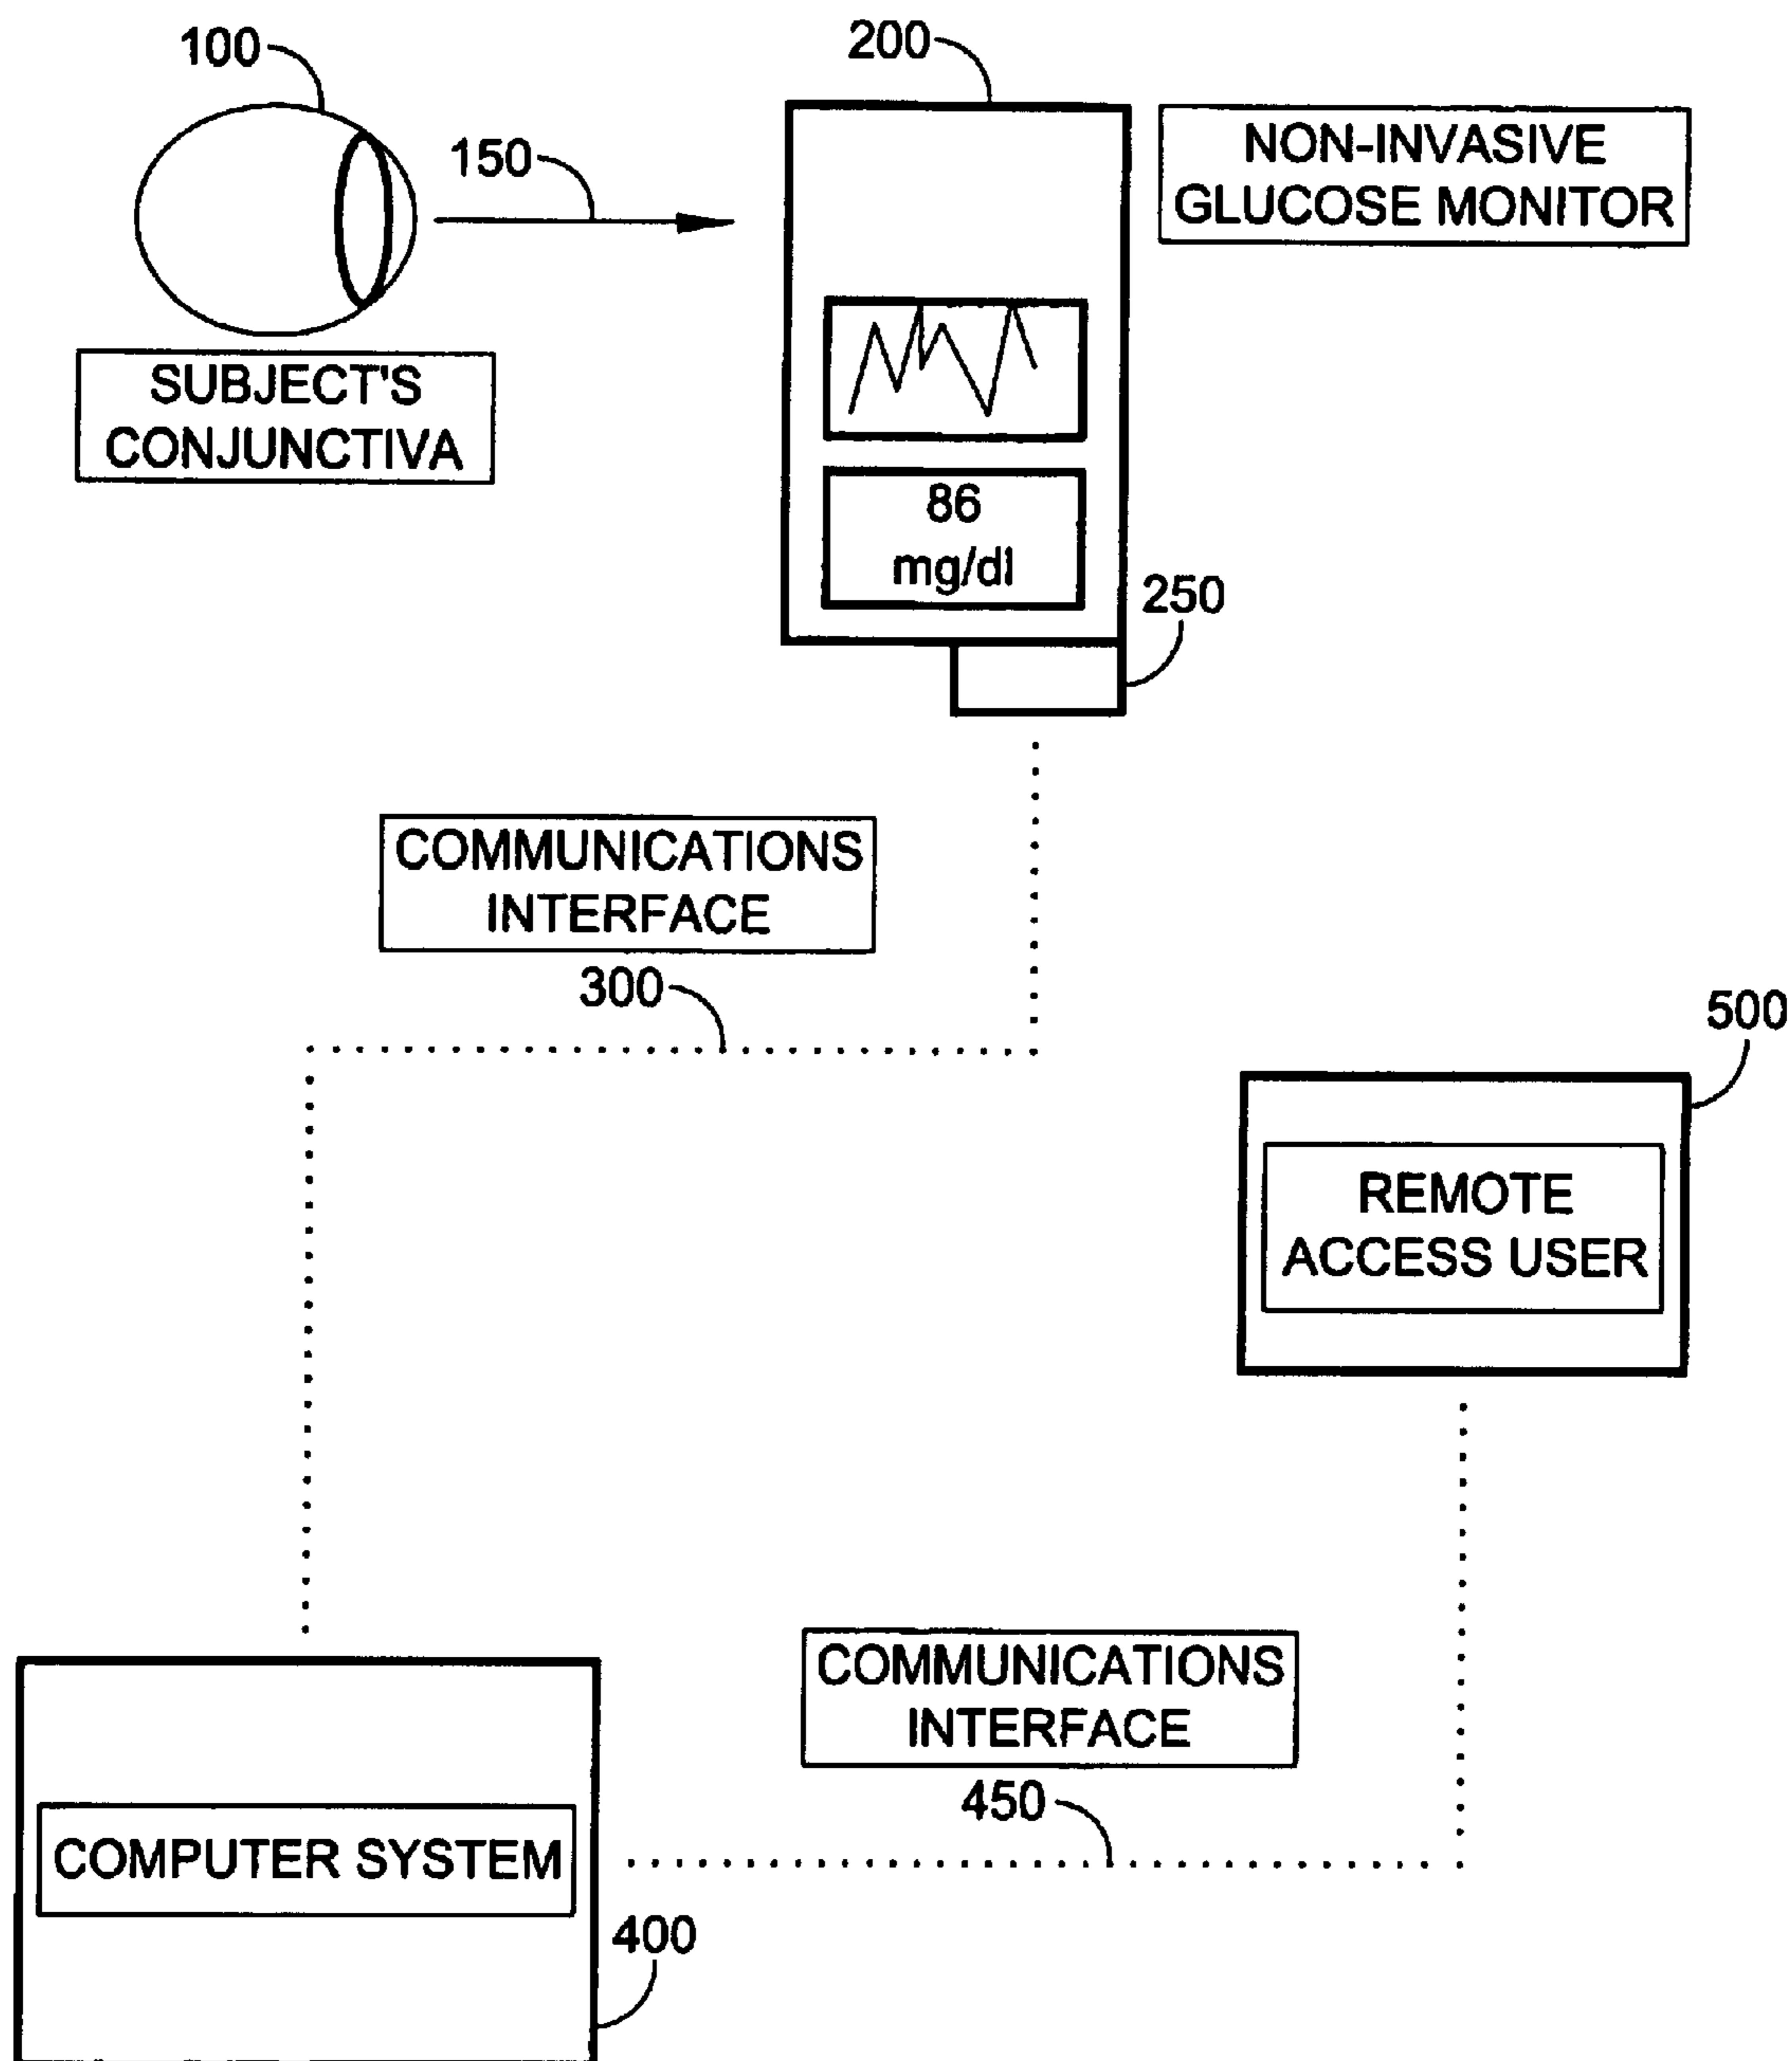 100
200
150
NON-INVASIVE
GLUCOSE MONITOR
SUBJECT'S
CONJUNCTIVA
86
mg/dl
250
COMMUNICATIONS
INTERFACE
300
500
REMOTE
ACCESS USER
COMMUNICATIONS
INTERFACE
450
COMPUTER SYSTEM
400